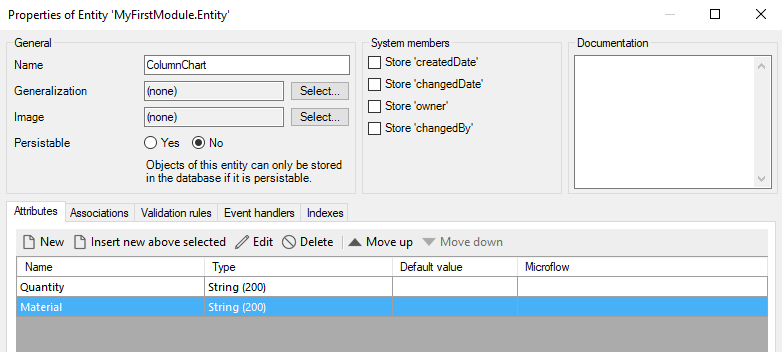 Properties of Entity 'MyFirstModule.Entity'
General
Name ColumnChart
Generalization (none) Select...
Image (none) Select...
Persistable Yes No
Objects of this entity can only be stored
in the database if it is persistable.
System members
Store 'createdDate'
Store 'changedDate'
Store 'owner'
Store 'changedBy'
Documentation
Attributes Associations Validation rules Event handlers Indexes
New Insert new above selected Edit Delete Move up Move down
Name Type Default value Microflow
Quantity String (200)
Material String (200)